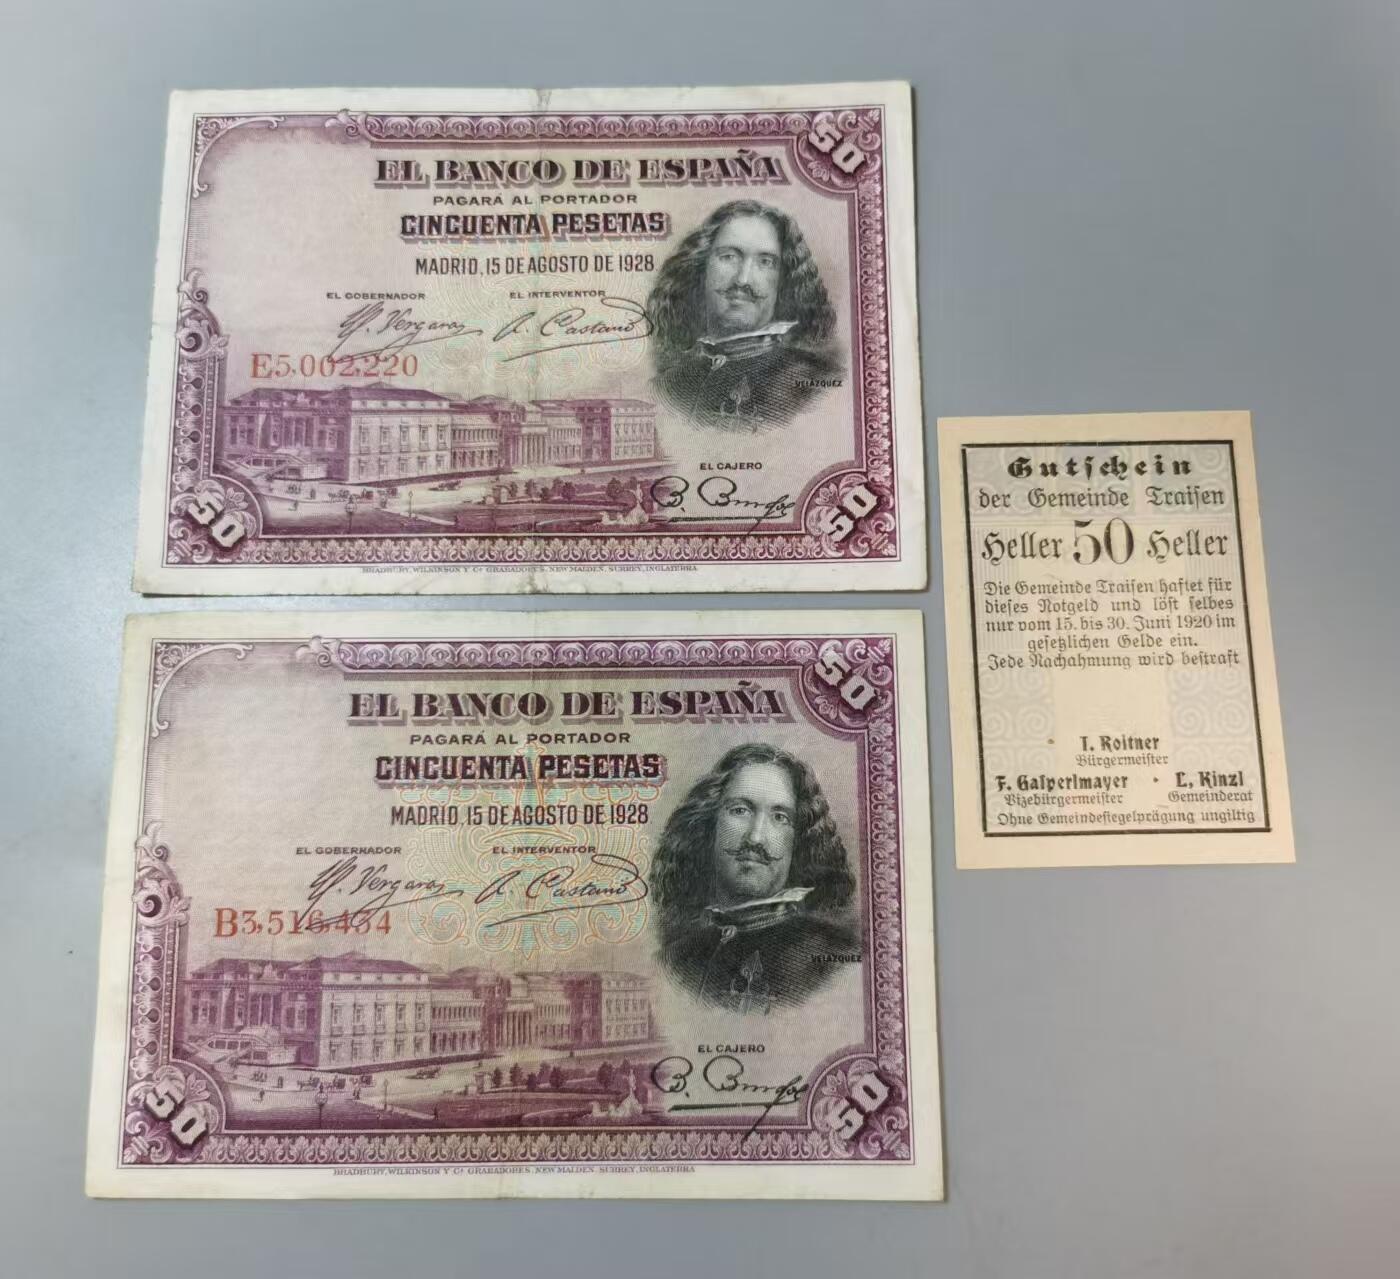 50
EL BANCO DE ESPAÑA
PAGARÁ AL PORTADOR
CINCUENTA PESETAS
MADRID, 15 DE AGOSTO DE 1928
EL GOBERNADOR EL INTERVENTOR
E5,002,220
VELÁZQUEZ
EL CAJERO
50 50
BRADBURY, WILKINSON Y Cª GRABADORES, NEW MALDEN, SURREY, INGLATERRA
50
EL BANCO DE ESPAÑA
PAGARÁ AL PORTADOR
CINCUENTA PESETAS
MADRID, 15 DE AGOSTO DE 1928
EL GOBERNADOR EL INTERVENTOR
B3,516,434
VELÁZQUEZ
EL CAJERO
50 50
BRADBURY, WILKINSON Y Cª GRABADORES, NEW MALDEN, SURREY, INGLATERRA
Gutschein
der Gemeinde Traisen
Heller 50 Heller
Die Gemeinde Traisen haftet für
dieses Notgeld und löst selbes
nur vom 15. bis 30. Juni 1920 im
gesetzlichen Gelde ein.
Jede Nachahmung wird bestraft
I. Roitner
Bürgermeister
F. Galperlmayer L. Kinzl
Vizebürgermeister Gemeinderat
Ohne Gemeindesiegelprägung ungiltig